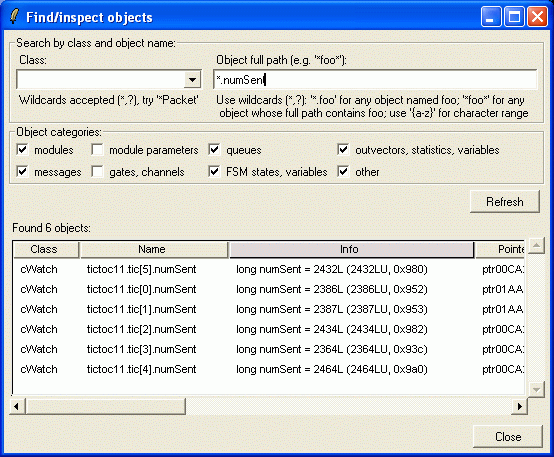 Find/inspect objects
Search by class and object name:
Class:
Object full path (e.g. '*foo*'):
*.numSent
Wildcards accepted (*,?), try '*Packet'
Use wildcards (*,?): '*.foo' for any object named foo; '*foo*' for any
object whose full path contains foo; use '{a-z}' for character range
Object categories:
modules module parameters queues outvectors, statistics, variables
messages gates, channels FSM states, variables other
Refresh
Found 6 objects:
Class Name Info Pointe
cWatch tictoc11.tic[5].numSent long numSent = 2432L (2432LU, 0x980) ptr00CA
cWatch tictoc11.tic[0].numSent long numSent = 2386L (2386LU, 0x952) ptr01AA
cWatch tictoc11.tic[1].numSent long numSent = 2387L (2387LU, 0x953) ptr01AA
cWatch tictoc11.tic[2].numSent long numSent = 2434L (2434LU, 0x982) ptr00CA
cWatch tictoc11.tic[3].numSent long numSent = 2364L (2364LU, 0x93c) ptr00CA
cWatch tictoc11.tic[4].numSent long numSent = 2464L (2464LU, 0x9a0) ptr00CA
Close